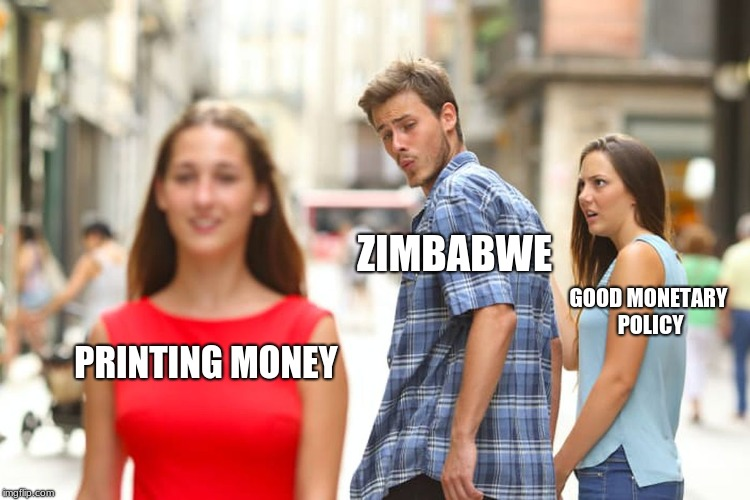 ZIMBABWE
GOOD MONETARY
POLICY
PRINTING MONEY
imgflip.com